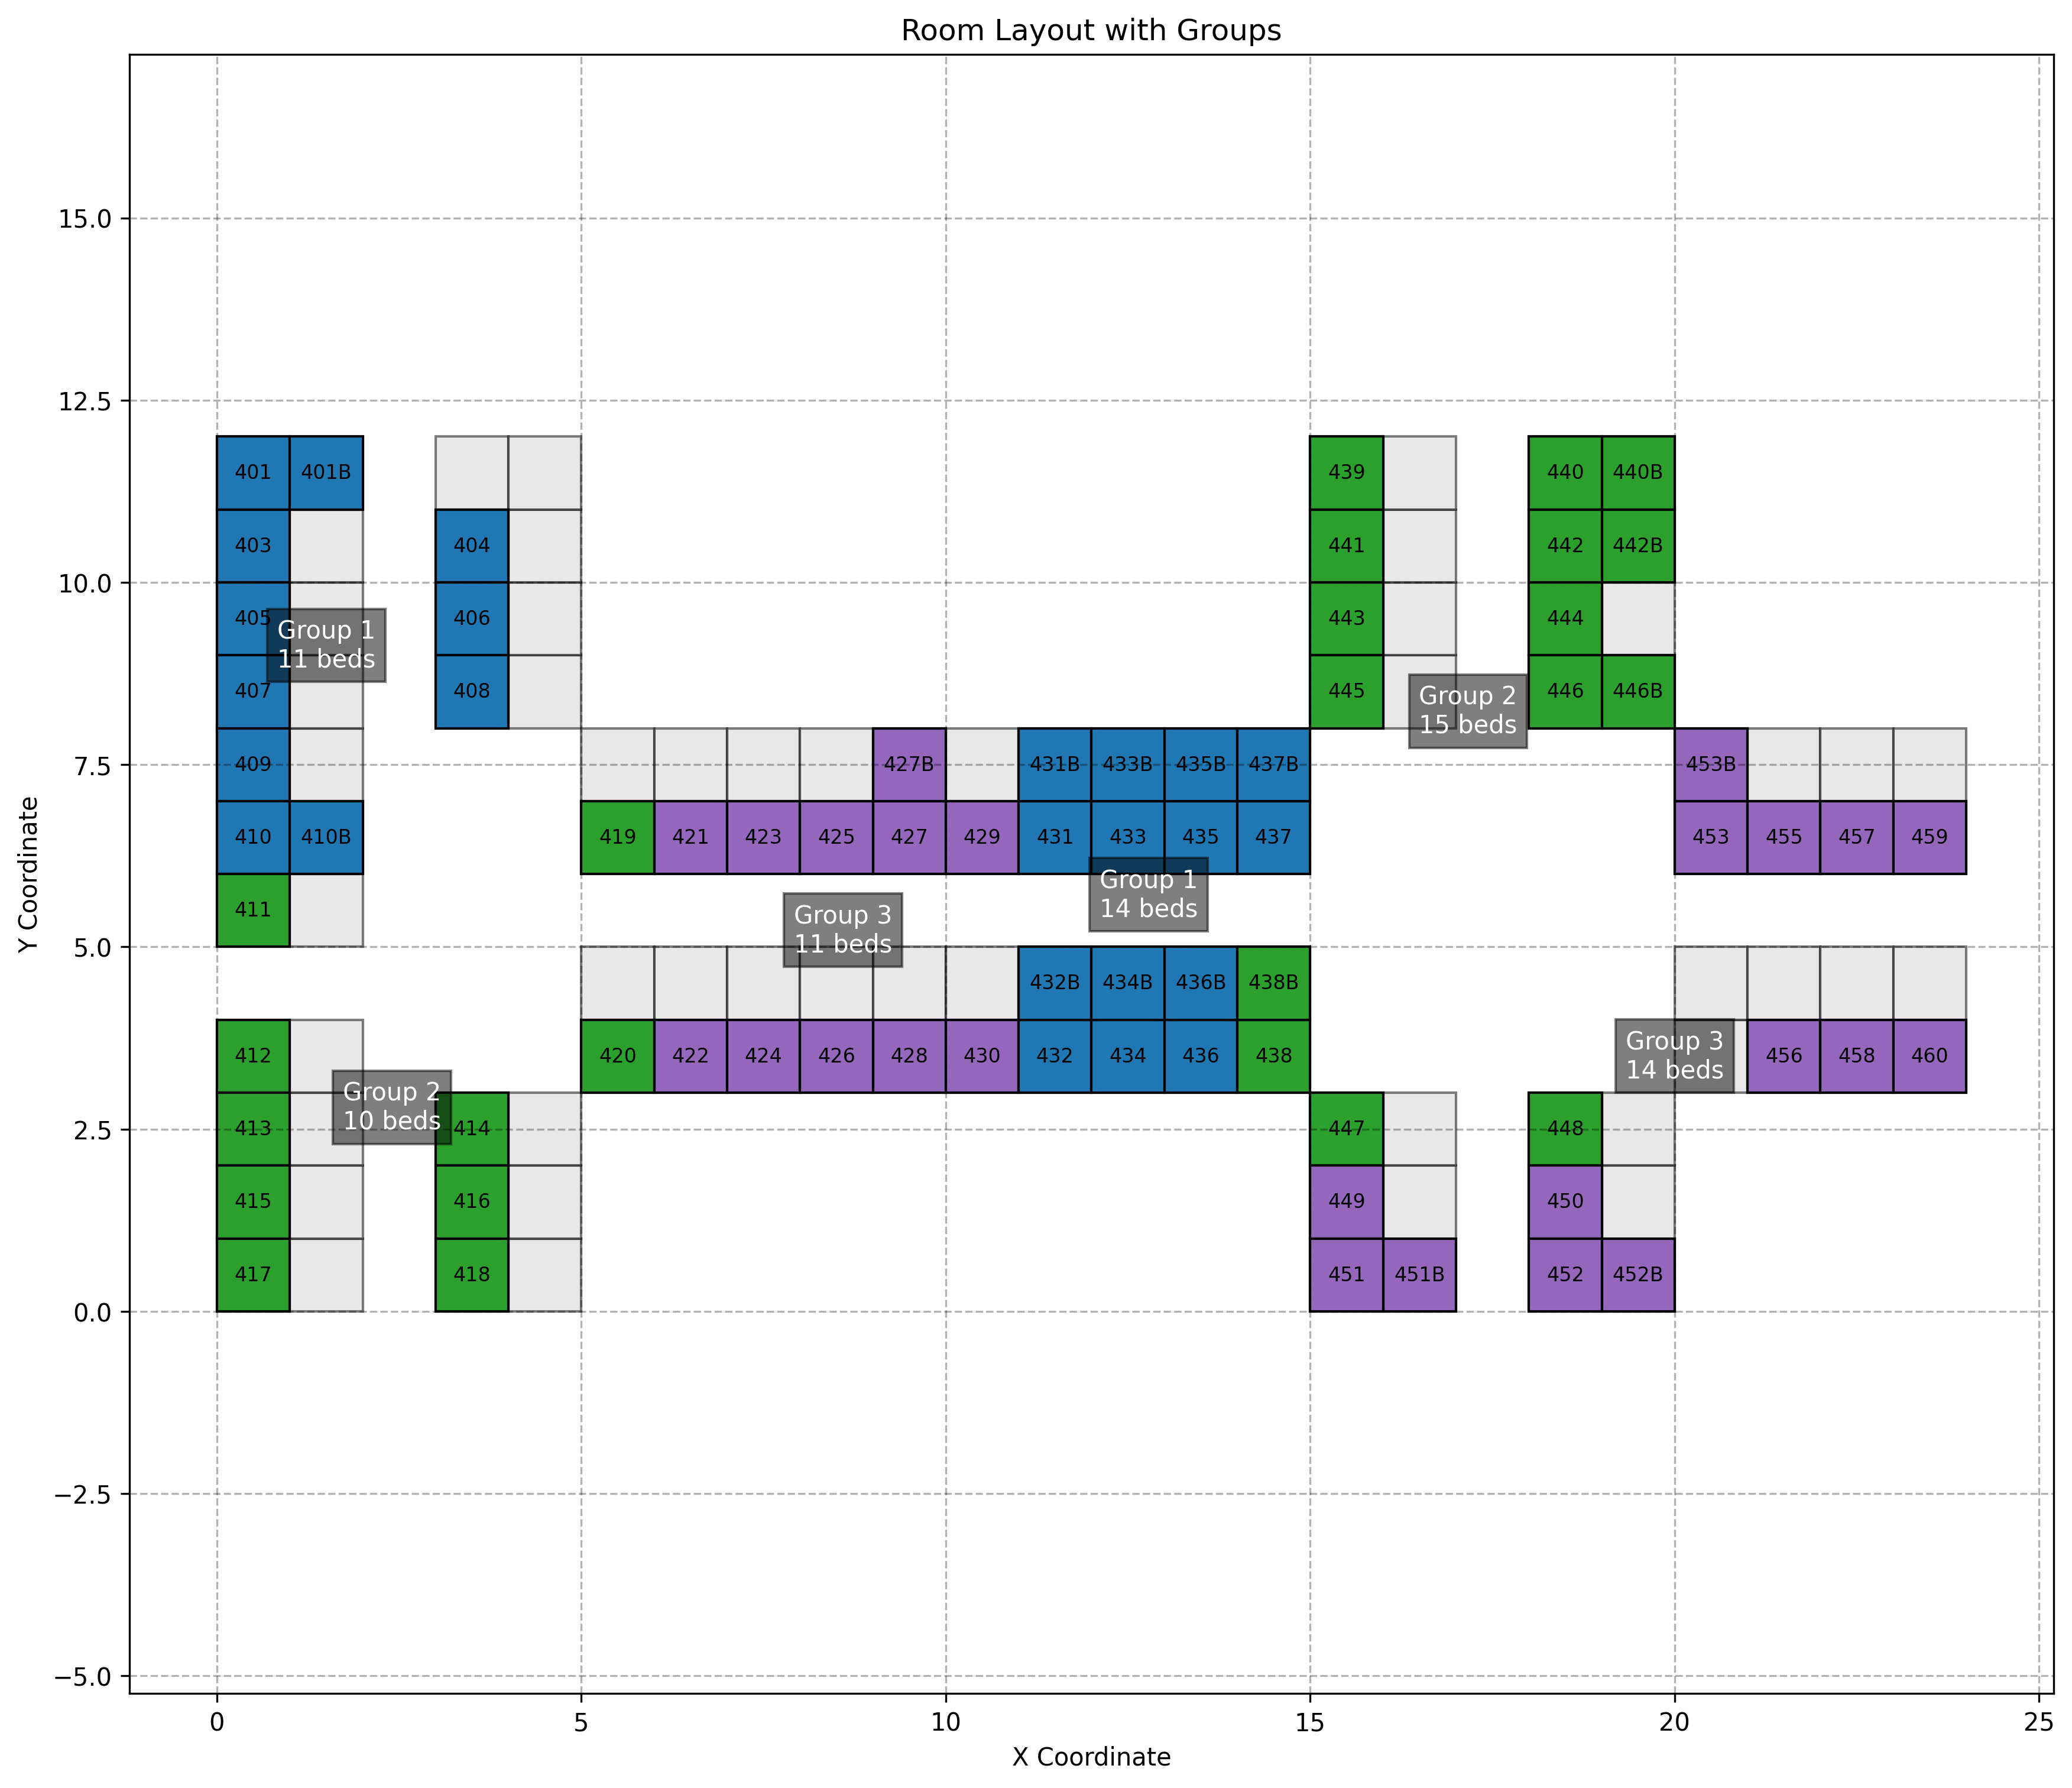 Room Layout with Groups
15.0
12.5
10.0
7.5
5.0
2.5
0.0
−2.5
−5.0
Y Coordinate
401 401B 439 440 440B
403 404 441 442 442B
405 406 443 444
Group 1
11 beds
407 408 445 446 446B
Group 2
15 beds
409 427B 431B 433B 435B 437B 453B
410 410B 419 421 423 425 427 429 431 433 435 437 453 455 457 459
Group 1
14 beds
411
Group 3
11 beds
432B 434B 436B 438B
412 420 422 424 426 428 430 432 434 436 438 456 458 460
Group 3
14 beds
Group 2
10 beds
413 414 447 448
415 416 449 450
417 418 451 451B 452 452B
0 5 10 15 20 25
X Coordinate